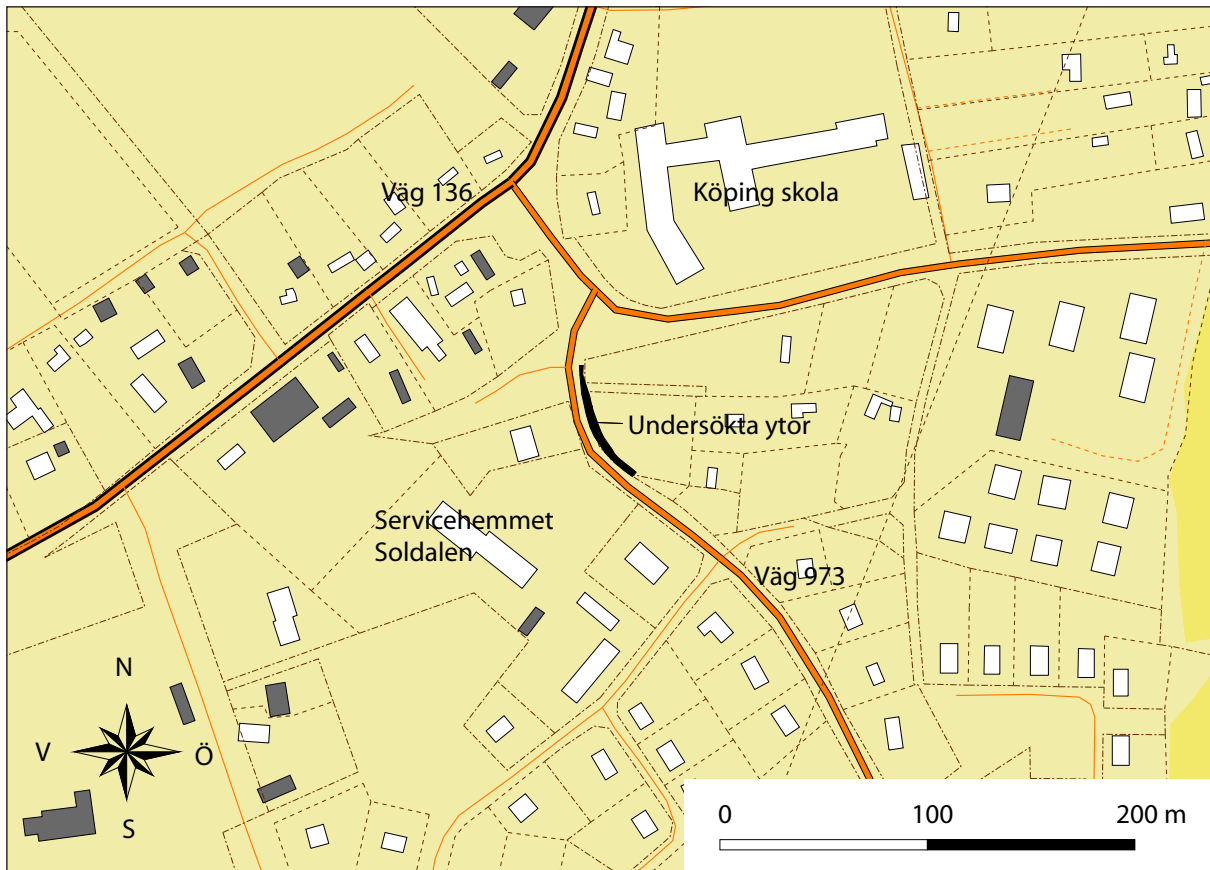 Väg 136
Köping skola
Undersökta ytor
Servicehemmet
Soldalen
Väg 973
N
V
Ö
S
0
100
200 m